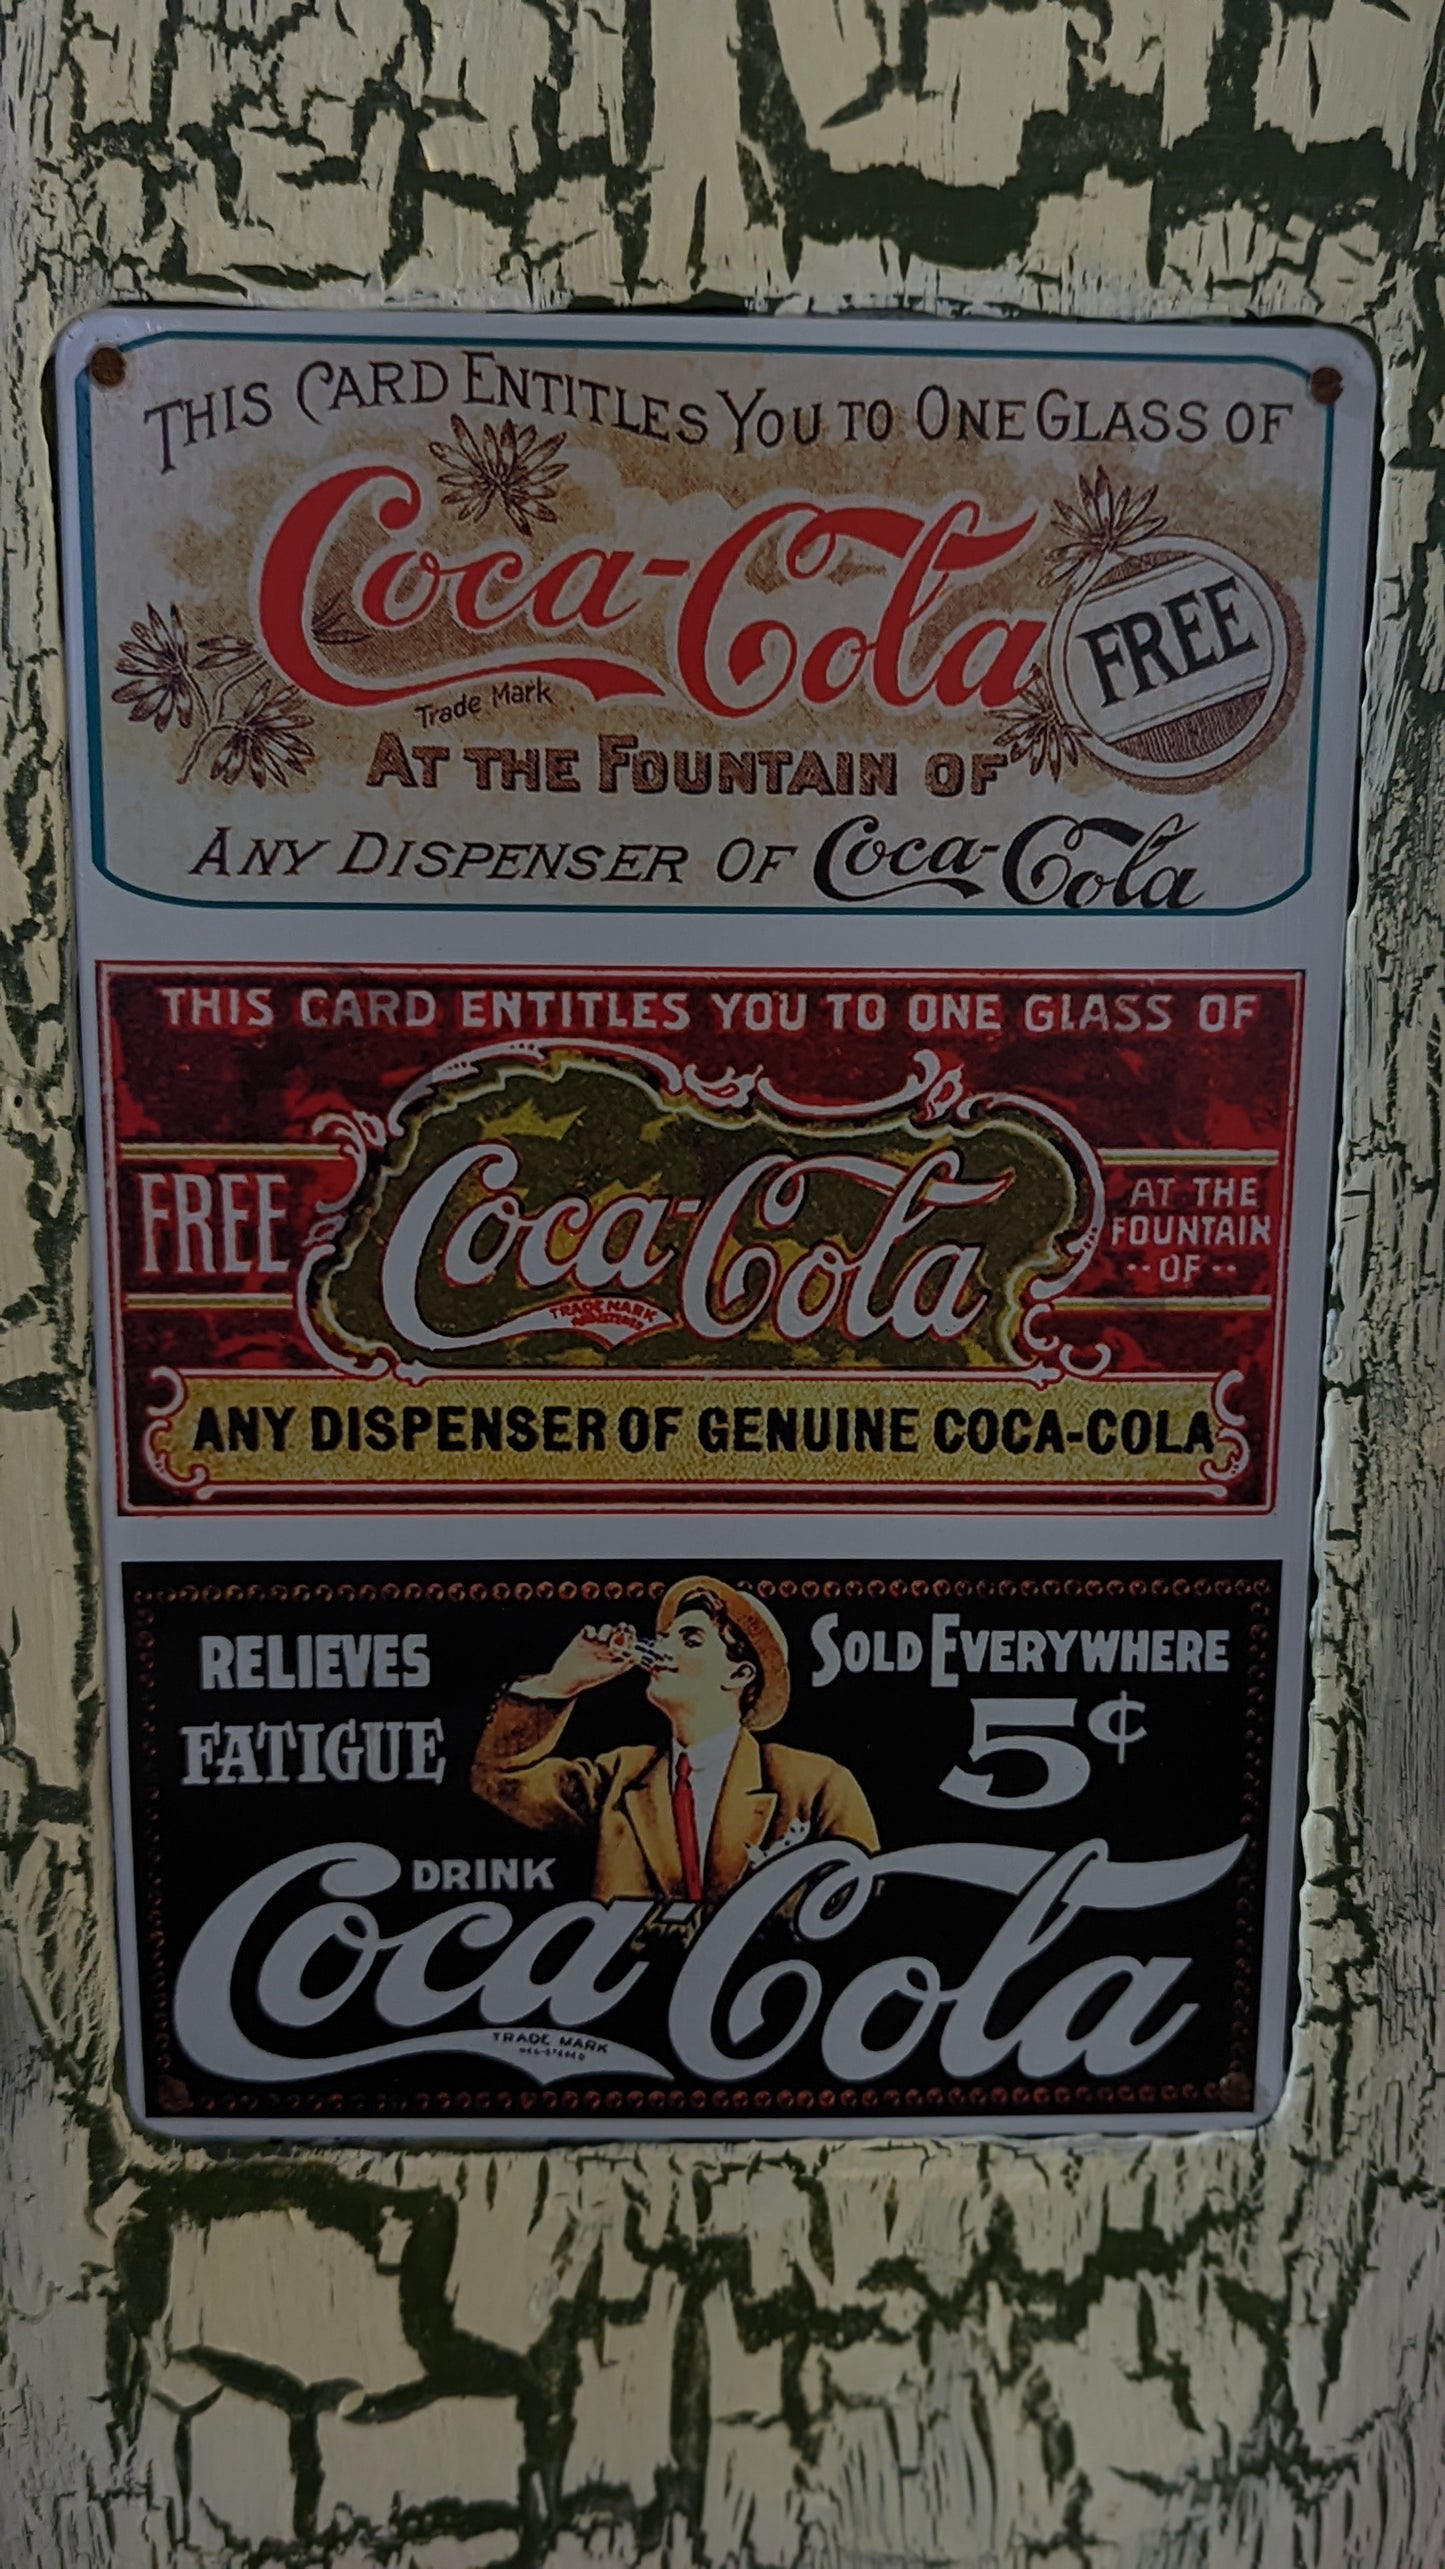 THIS CARD ENTITLES YOU TO ONE GLASS OF
Coca-Cola
FREE
Trade Mark
AT THE FOUNTAIN OF
ANY DISPENSER OF Coca-Cola
THIS CARD ENTITLES YOU TO ONE GLASS OF
FREE
Coca-Cola
TRADE MARK
REGISTERED
AT THE
FOUNTAIN
-- OF --
ANY DISPENSER OF GENUINE COCA-COLA
RELIEVES
FATIGUE
SOLD EVERYWHERE
5¢
DRINK
Coca-Cola
TRADE MARK